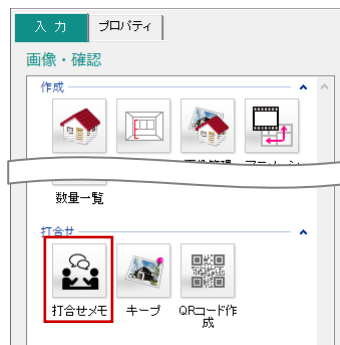 入 力 プロパティ
画像・確認
作成
数量一覧
打合せ
打合せメモ キープ QRコード作
成